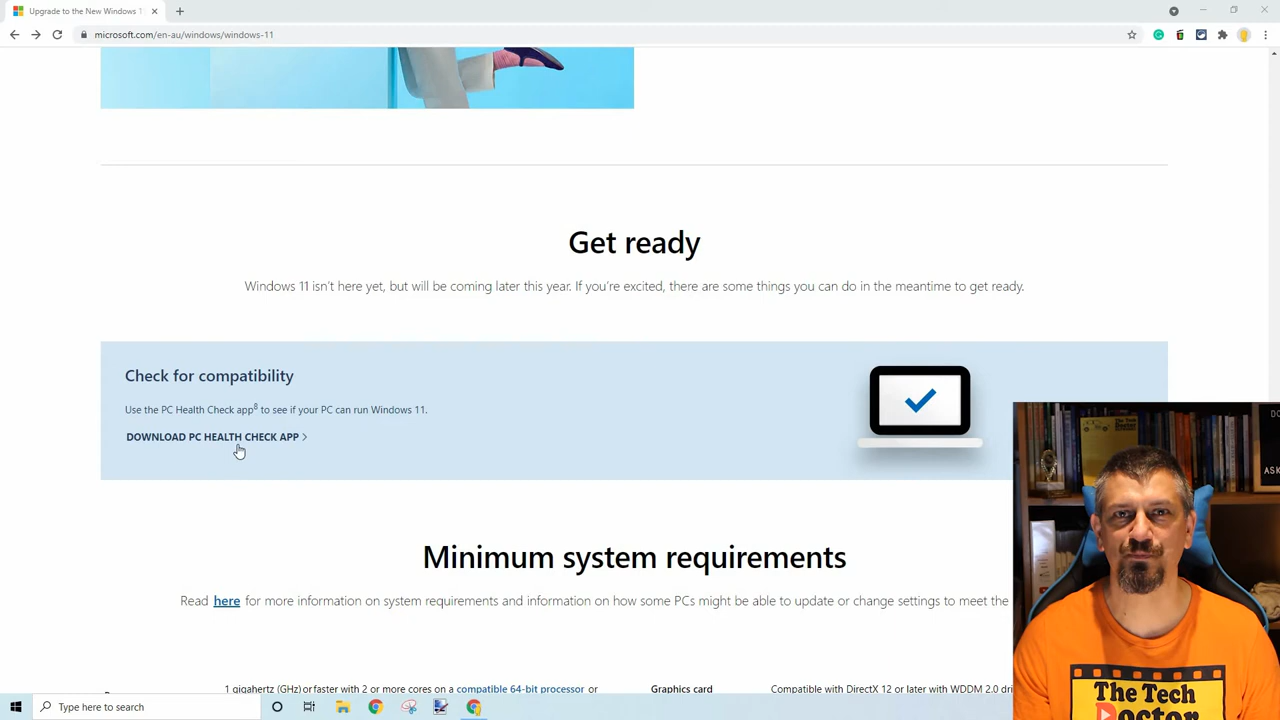 Upgrade to the New Windows 1
microsoft.com/en-au/windows/windows-11
Get ready
Windows 11 isn't here yet, but will be coming later this year. If you're excited, there are some things you can do in the meantime to get ready.
Check for compatibility
Use the PC Health Check app8 to see if your PC can run Windows 11.
DOWNLOAD PC HEALTH CHECK APP
Minimum system requirements
Read here for more information on system requirements and information on how some PCs might be able to update or change settings to meet the
1 gigahertz (GHz) or faster with 2 or more cores on a compatible 64-bit processor or
Graphics card
Compatible with DirectX 12 or later with WDDM 2.0
Type here to search
ASK
The Tech
Doctor